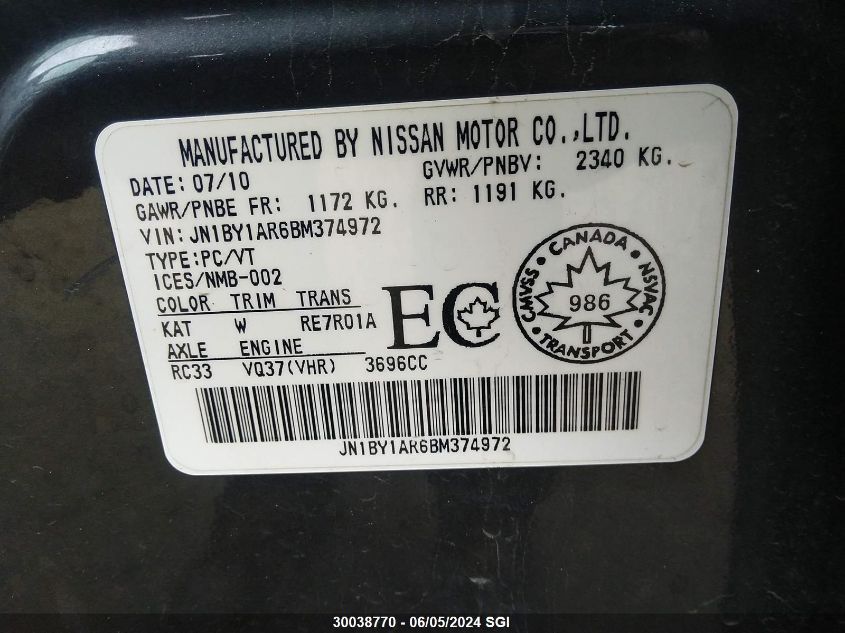 MANUFACTURED BY NISSAN MOTOR CO.,LTD.
DATE: 07/10 GVWR/PNBV: 2340 KG.
GAWR/PNBE FR: 1172 KG. RR: 1191 KG.
VIN: JN1BY1AR6BM374972
TYPE:PC/VT
ICES/NMB-002
COLOR TRIM TRANS
KAT W RE7R01A
AXLE ENGINE
RC33 VQ37(VHR) 3696CC
EC
CANADA
CMVSS 986 NSVAC
TRANSPORT
JN1BY1AR6BM374972
30038770 - 06/05/2024 SGI